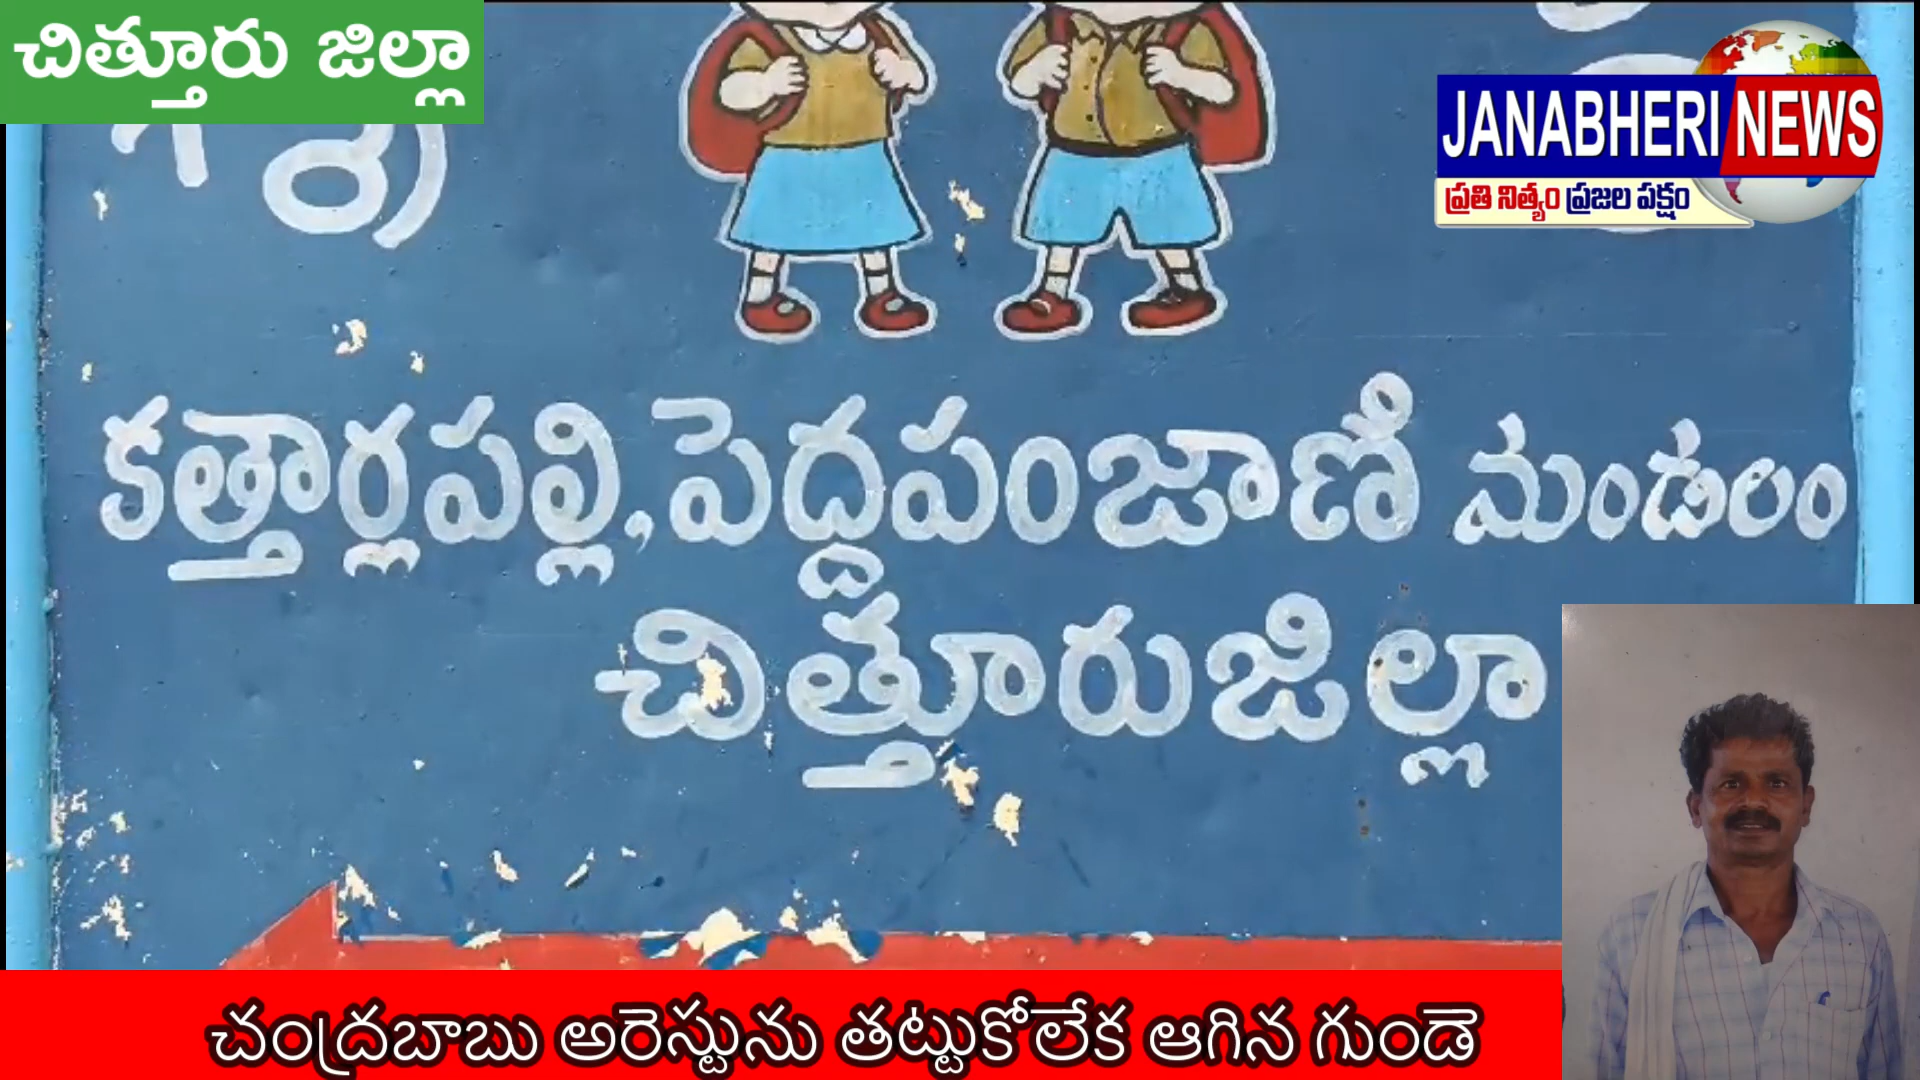 చిత్తూరు జిల్లా
JANABHERI NEWS
ప్రతి నిత్యం ప్రజల పక్షం
కత్తార్లపల్లి,పెద్దపంజాణి మండలం
చిత్తూరుజిల్లా
చంద్రబాబు అరెస్టును తట్టుకోలేక ఆగిన గుండె